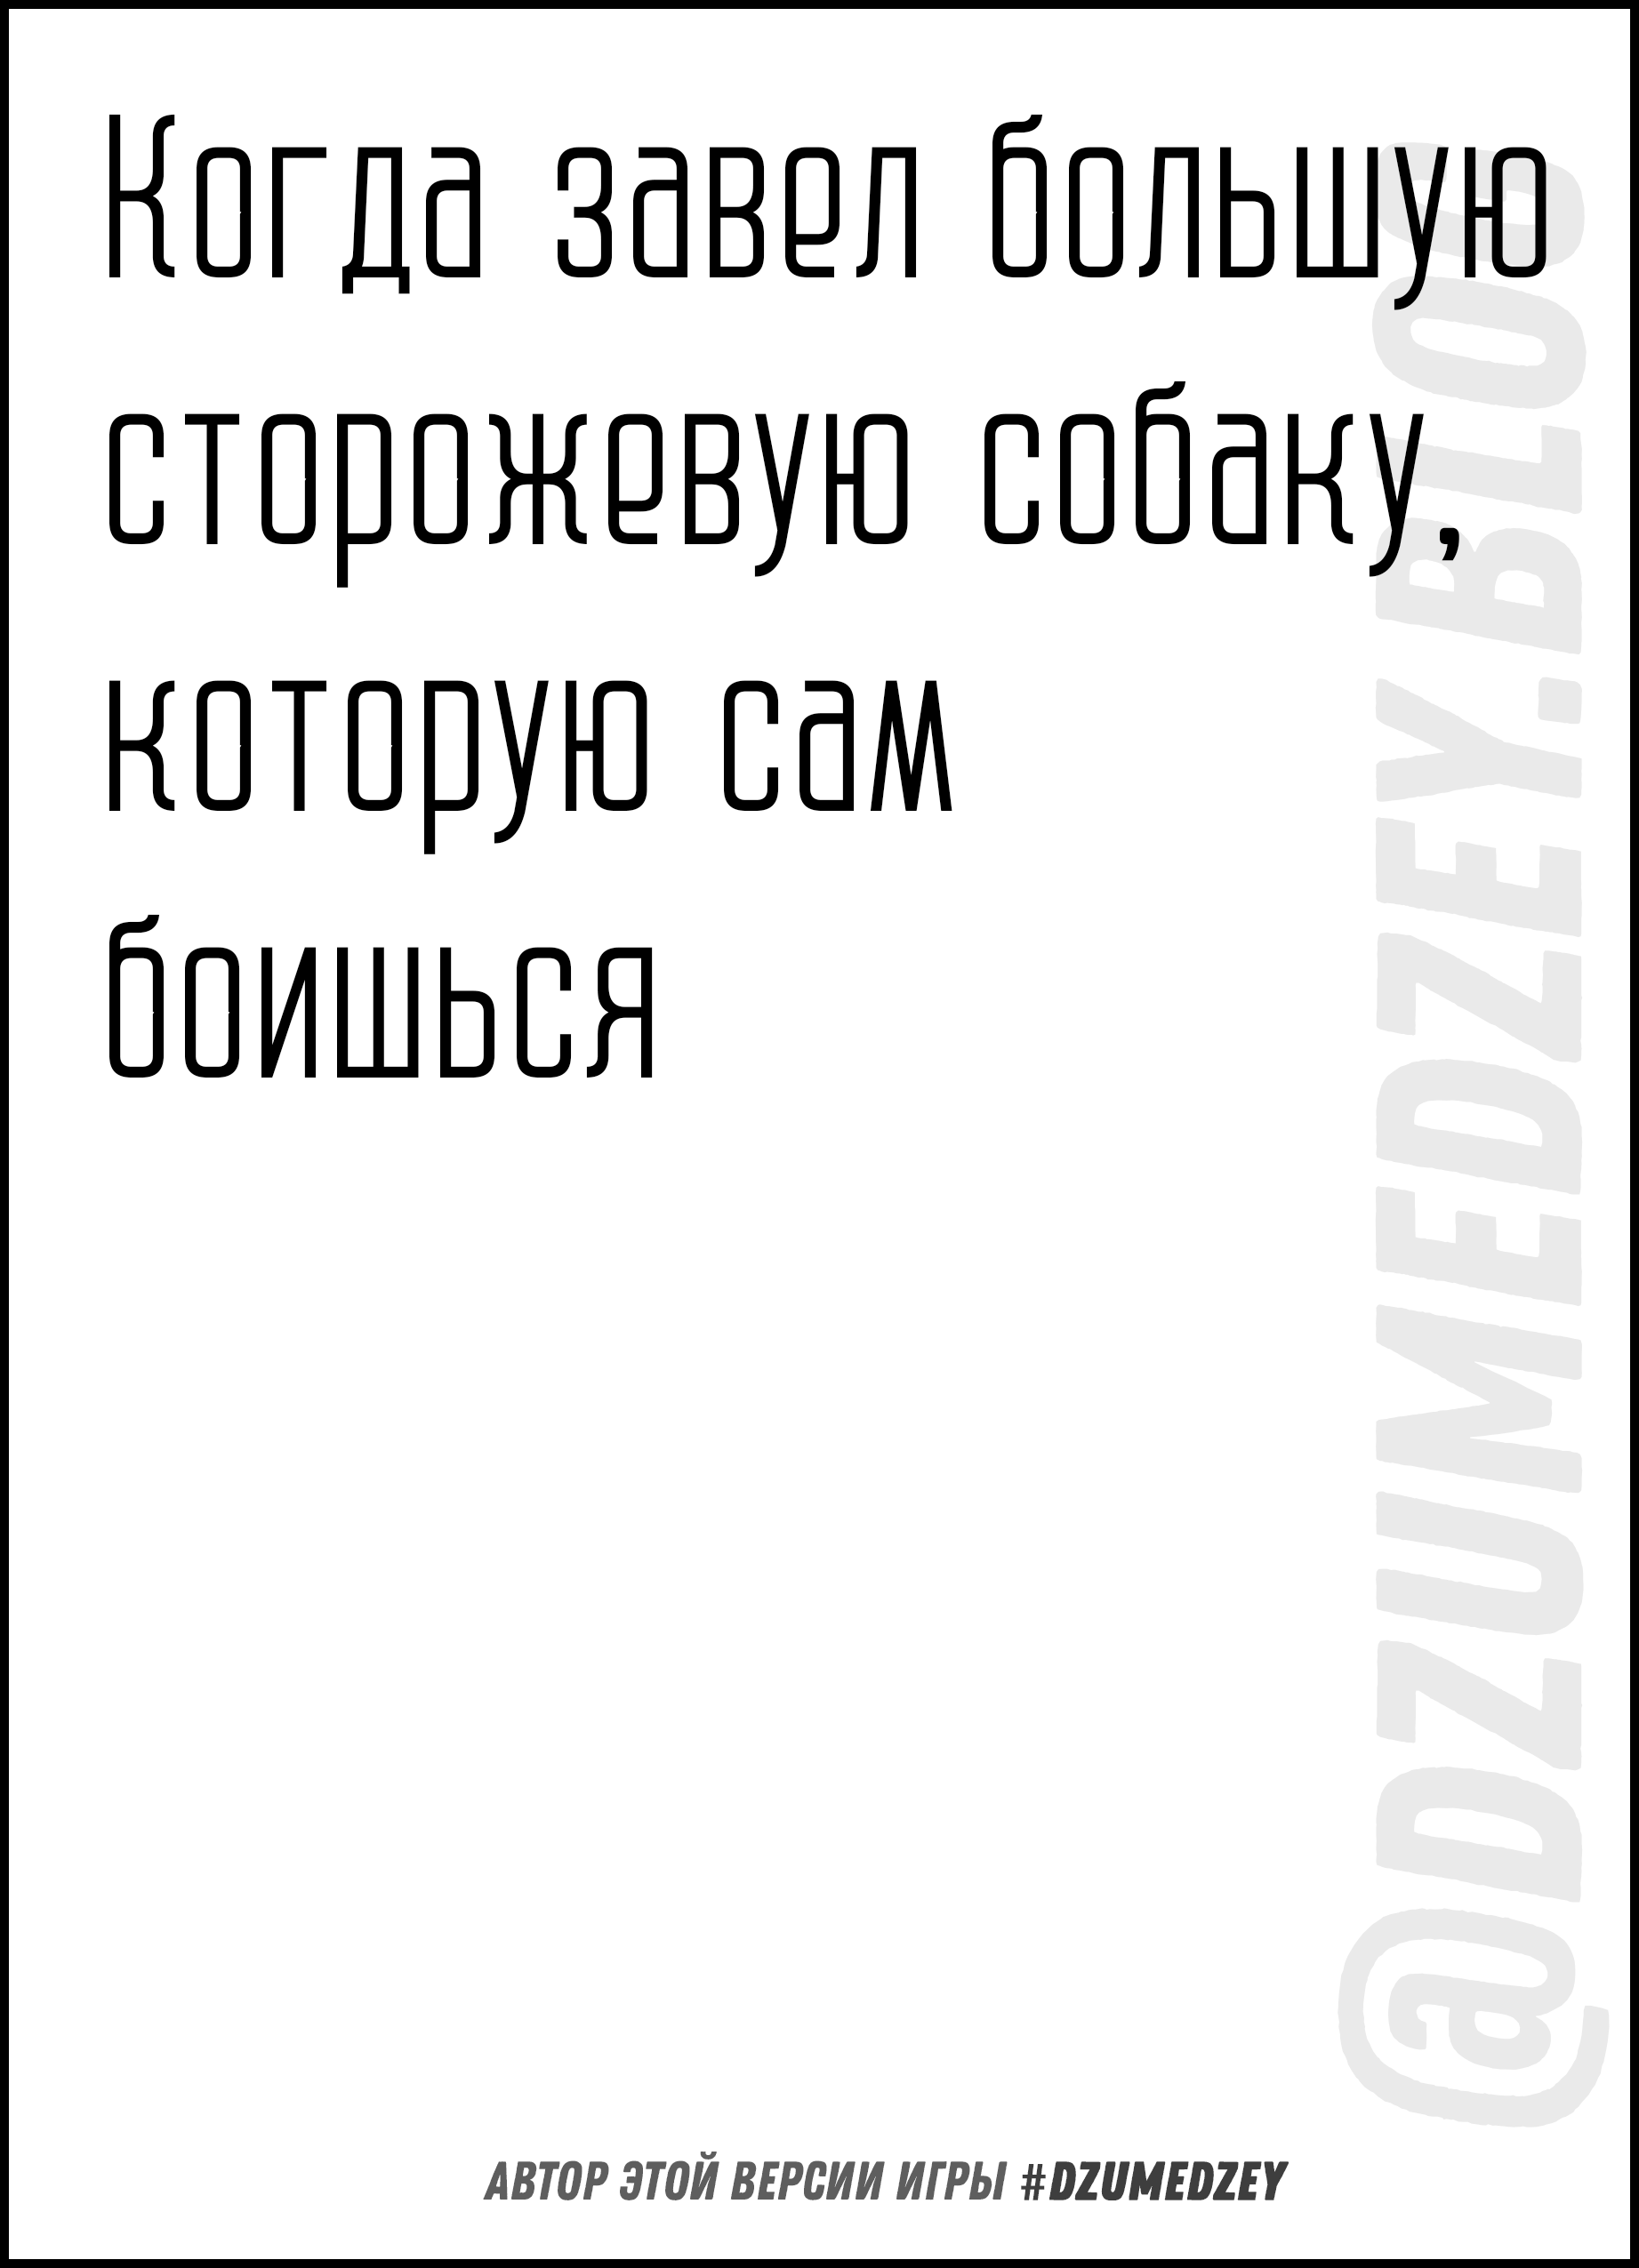 Когда завел большую
сторожевую собаку,
которую сам
боишься
@DZUMEDZEY.BLOG
АВТОР ЭТОЙ ВЕРСИИ ИГРЫ #DZUMEDZEY